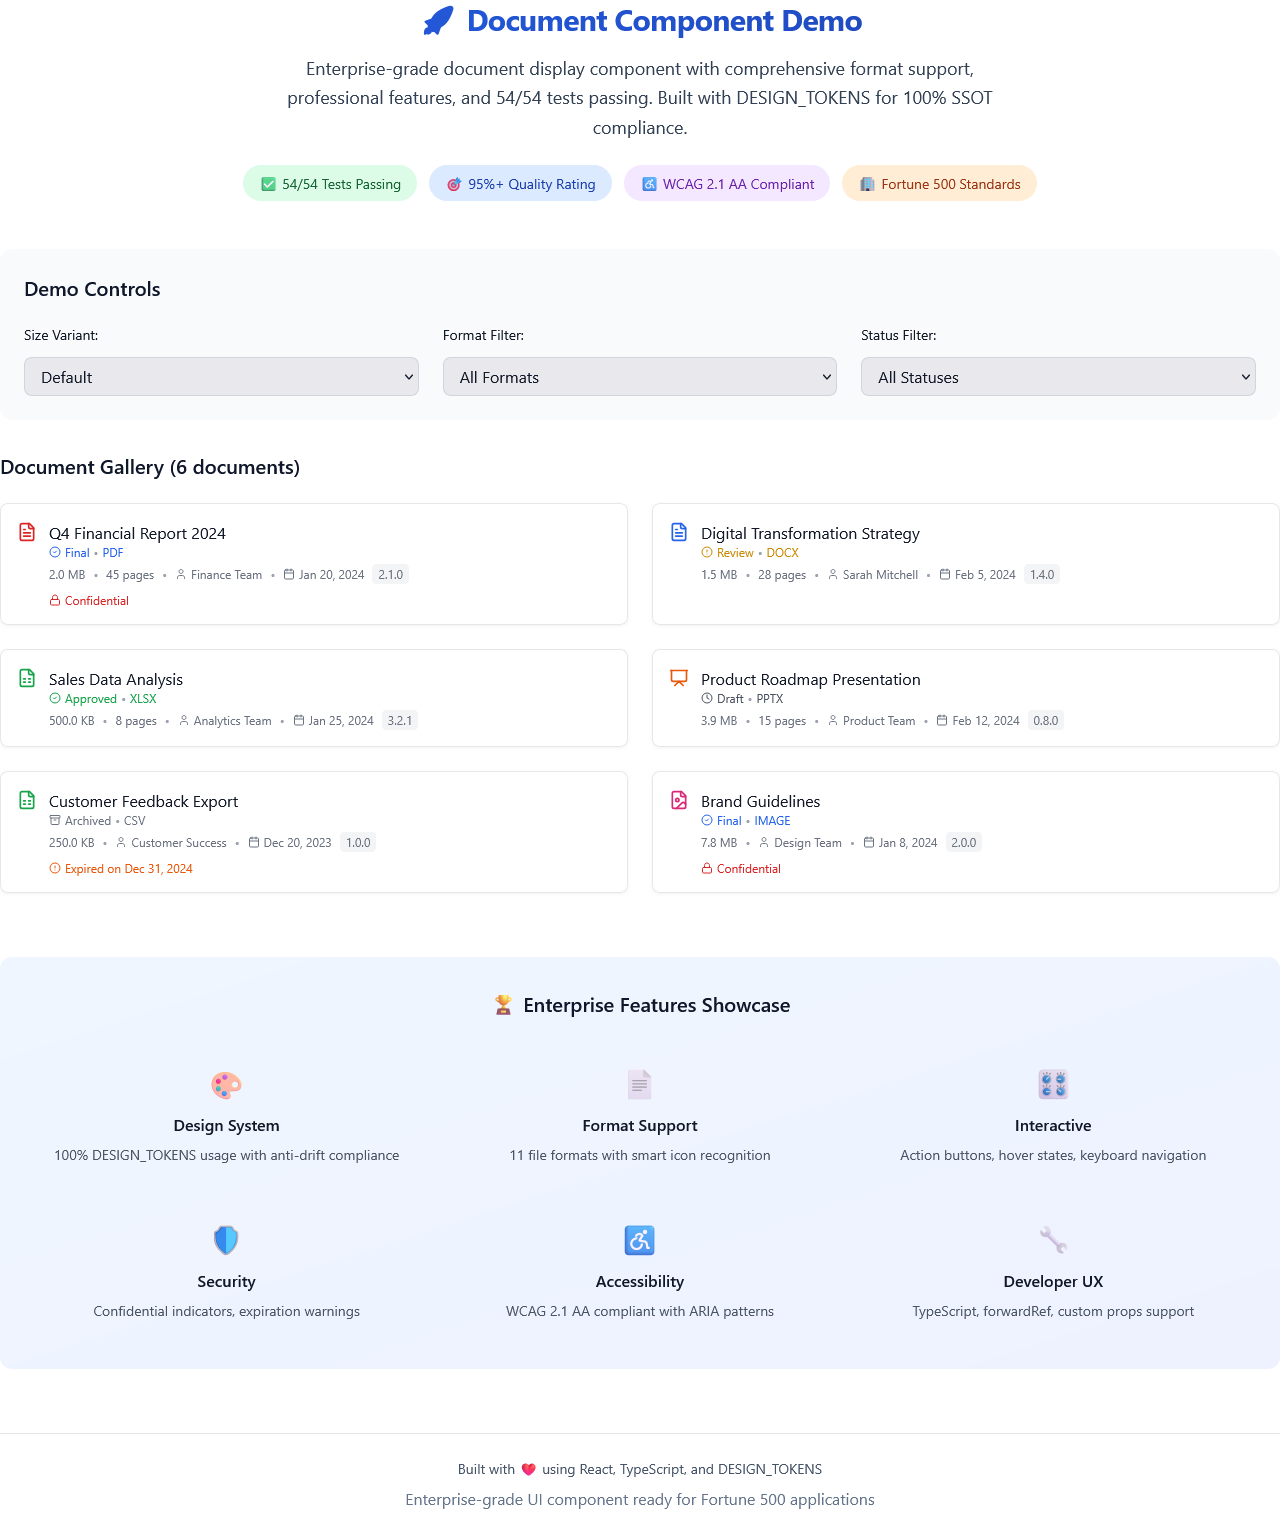 Document Component Demo
Enterprise-grade document display component with comprehensive format support,
professional features, and 54/54 tests passing. Built with DESIGN_TOKENS for 100% SSOT
compliance.
54/54 Tests Passing
95%+ Quality Rating
WCAG 2.1 AA Compliant
Fortune 500 Standards
Demo Controls
Size Variant:
Default
Format Filter:
All Formats
Status Filter:
All Statuses
Document Gallery (6 documents)
Q4 Financial Report 2024
Final • PDF
2.0 MB • 45 pages • Finance Team • Jan 20, 2024 2.1.0
Confidential
Digital Transformation Strategy
Review • DOCX
1.5 MB • 28 pages • Sarah Mitchell • Feb 5, 2024 1.4.0
Sales Data Analysis
Approved • XLSX
500.0 KB • 8 pages • Analytics Team • Jan 25, 2024 3.2.1
Product Roadmap Presentation
Draft • PPTX
3.9 MB • 15 pages • Product Team • Feb 12, 2024 0.8.0
Customer Feedback Export
Archived • CSV
250.0 KB • Customer Success • Dec 20, 2023 1.0.0
Expired on Dec 31, 2024
Brand Guidelines
Final • IMAGE
7.8 MB • Design Team • Jan 8, 2024 2.0.0
Confidential
Enterprise Features Showcase
Design System
100% DESIGN_TOKENS usage with anti-drift compliance
Format Support
11 file formats with smart icon recognition
Interactive
Action buttons, hover states, keyboard navigation
Security
Confidential indicators, expiration warnings
Accessibility
WCAG 2.1 AA compliant with ARIA patterns
Developer UX
TypeScript, forwardRef, custom props support
Built with ❤️ using React, TypeScript, and DESIGN_TOKENS
Enterprise-grade UI component ready for Fortune 500 applications